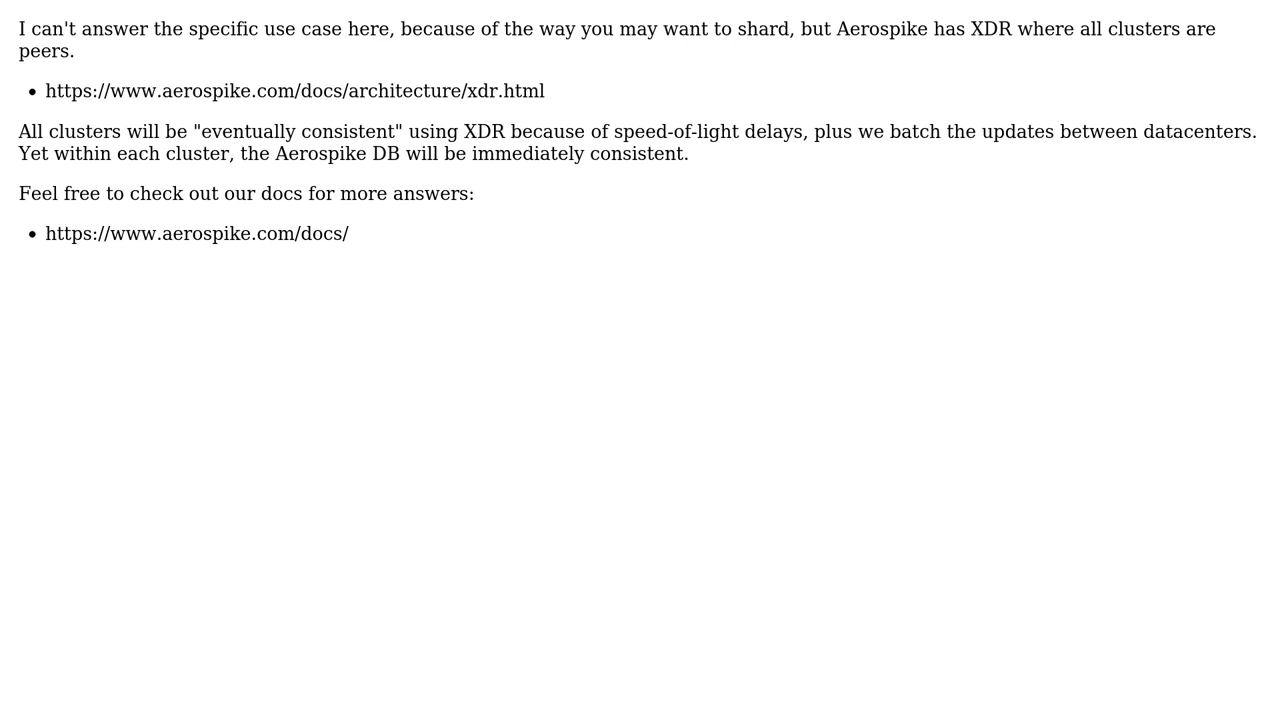 I can't answer the specific use case here, because of the way you may want to shard, but Aerospike has XDR where all clusters are
peers.
• https://www.aerospike.com/docs/architecture/xdr.html
All clusters will be "eventually consistent" using XDR because of speed-of-light delays, plus we batch the updates between datacenters.
Yet within each cluster, the Aerospike DB will be immediately consistent.
Feel free to check out our docs for more answers:
• https://www.aerospike.com/docs/